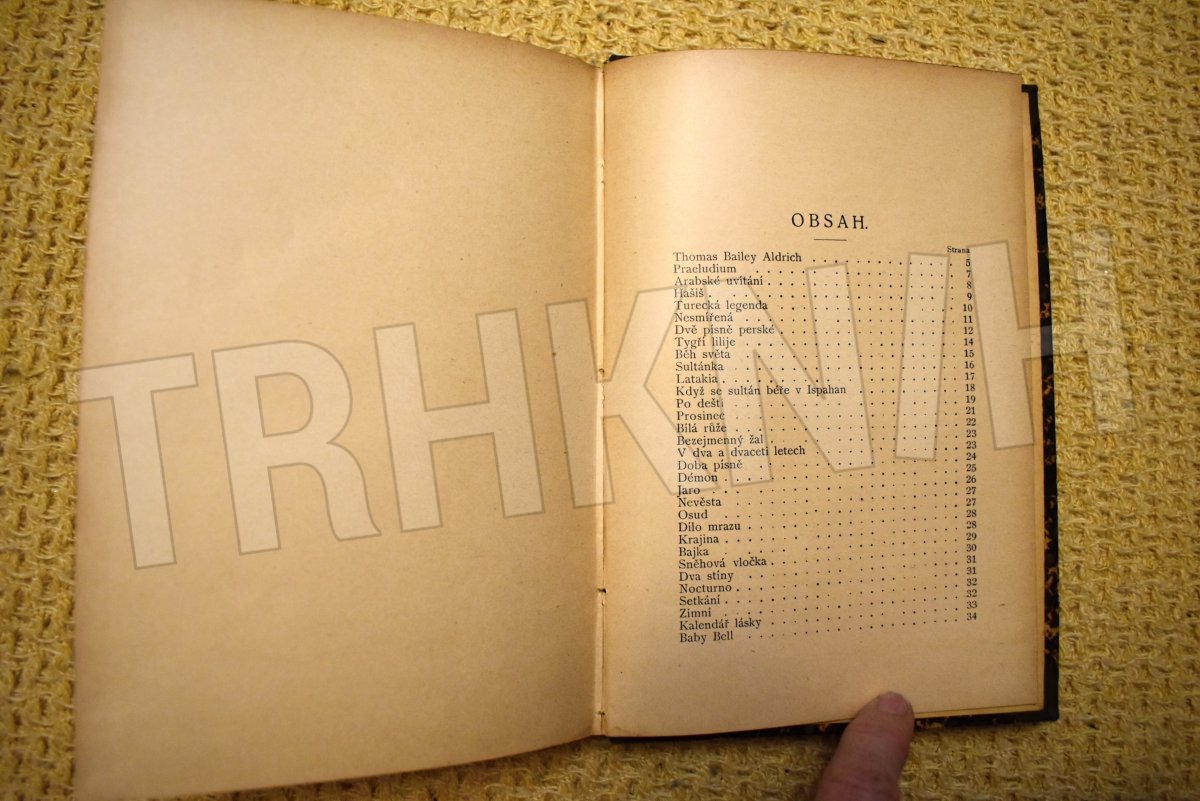 OBSAH.
Strana
Thomas Bailey Aldrich . . . . . . . . . . . . 5
Praeludium . . . . . . . . . . . . 7
Arabské uvítání . . . . . . . . . . . . 8
Hašiš . . . . . . . . . . . . 9
Turecká legenda . . . . . . . . . . . . 10
Nesmířená . . . . . . . . . . . . 11
Dvě písně perské . . . . . . . . . . . . 12
Tygří lilije . . . . . . . . . . . . 14
Běh světa . . . . . . . . . . . . 15
Sultánka . . . . . . . . . . . . 16
Latakia . . . . . . . . . . . . 17
Když se sultán béře v Ispahan . . . . . . . . 18
Po dešti . . . . . . . . . . . . 19
Prosinec . . . . . . . . . . . . 21
Bílá růže . . . . . . . . . . . . 22
Bezejmenný žal . . . . . . . . . . . . 23
V dva a dvaceti letech . . . . . . . . . . . 23
Doba písně . . . . . . . . . . . . 24
Démon . . . . . . . . . . . . 25
Jaro . . . . . . . . . . . . 26
Nevěsta . . . . . . . . . . . . 27
Osud . . . . . . . . . . . . 27
Dílo mrazu . . . . . . . . . . . . 28
Krajina . . . . . . . . . . . . 28
Bajka . . . . . . . . . . . . 29
Sněhová vločka . . . . . . . . . . . . 30
Dva stíny . . . . . . . . . . . . 31
Nocturno . . . . . . . . . . . . 31
Setkání . . . . . . . . . . . . 32
Zimní . . . . . . . . . . . . 32
Kalendář lásky . . . . . . . . . . . . 33
Baby Bell . . . . . . . . . . . . 34
TRHKNIH